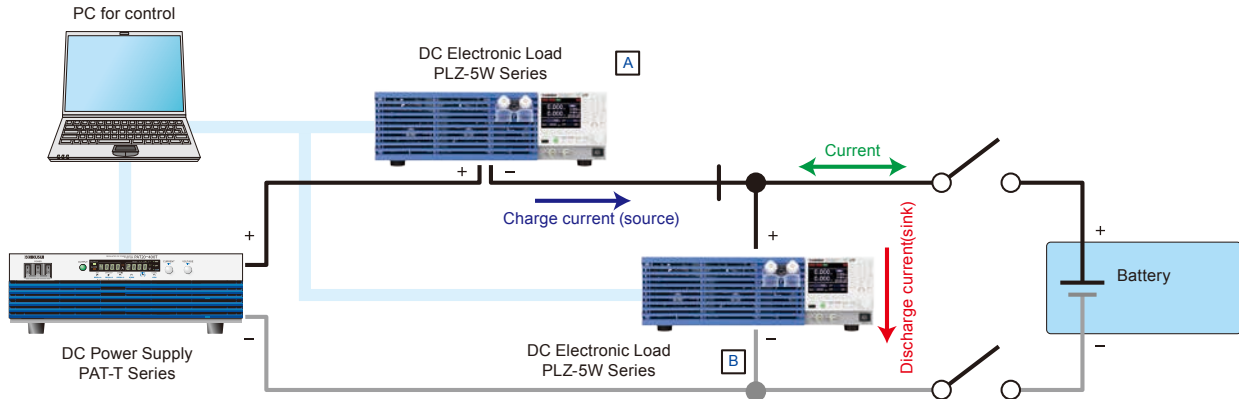 PC for control
DC Electronic Load
PLZ-5W Series
A
Current
+
−
Charge current (source)
+
+
+
Discharge current(sink)
Battery
−
−
−
DC Power Supply
PAT-T Series
DC Electronic Load
PLZ-5W Series
B